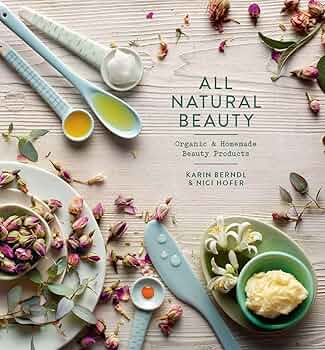 ALL
NATURAL
BEAUTY
Organic & Homemade
Beauty Products
KARIN BERNDL
& NICI HOFER